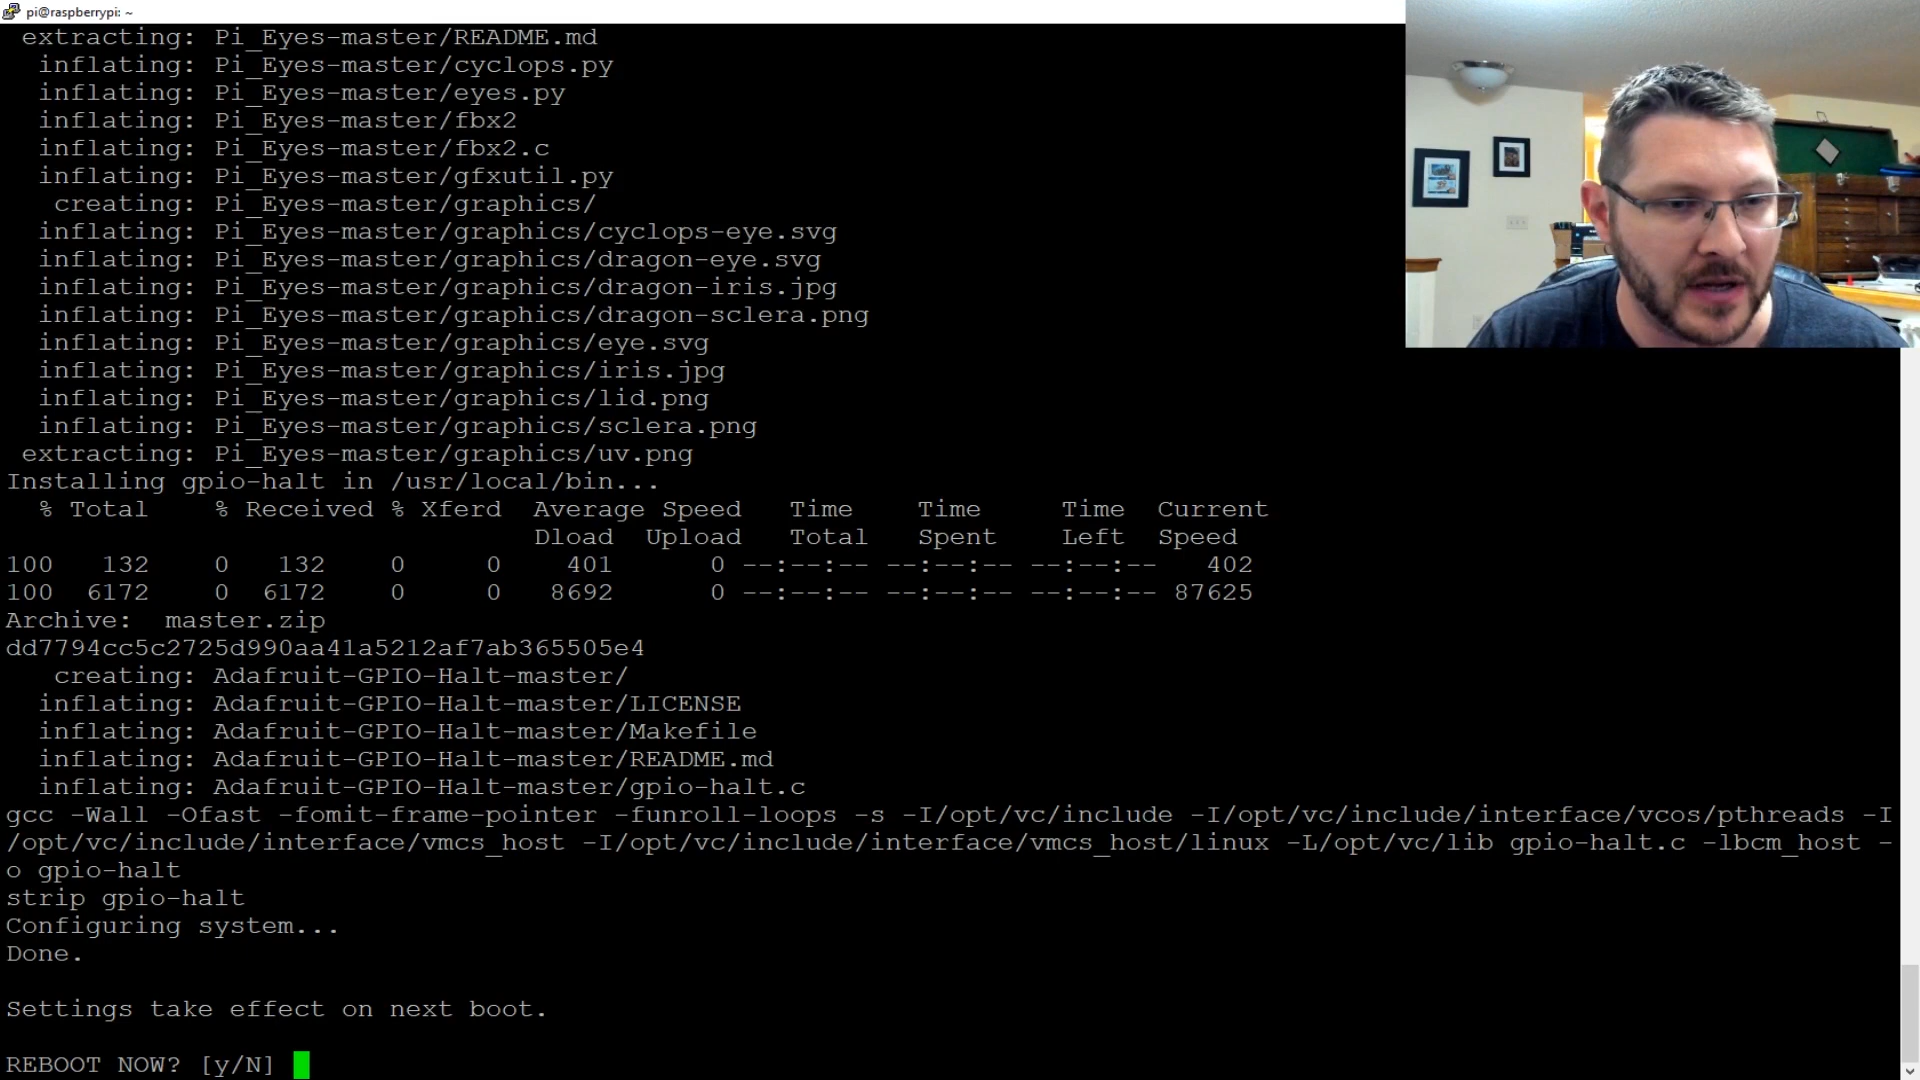 pi@raspberrypi: ~
extracting: Pi_Eyes-master/README.md
inflating: Pi_Eyes-master/cyclops.py
inflating: Pi_Eyes-master/eyes.py
inflating: Pi_Eyes-master/fbx2
inflating: Pi_Eyes-master/fbx2.c
inflating: Pi_Eyes-master/gfxutil.py
creating: Pi_Eyes-master/graphics/
inflating: Pi_Eyes-master/graphics/cyclops-eye.svg
inflating: Pi_Eyes-master/graphics/dragon-eye.svg
inflating: Pi_Eyes-master/graphics/dragon-iris.jpg
inflating: Pi_Eyes-master/graphics/dragon-sclera.png
inflating: Pi_Eyes-master/graphics/eye.svg
inflating: Pi_Eyes-master/graphics/iris.jpg
inflating: Pi_Eyes-master/graphics/lid.png
inflating: Pi_Eyes-master/graphics/sclera.png
extracting: Pi_Eyes-master/graphics/uv.png
Installing gpio-halt in /usr/local/bin...
% Total % Received % Xferd Average Speed Time Time Time Current
Dload Upload Total Spent Left Speed
100 132 0 132 0 0 401 0 --:--:-- --:--:-- --:--:-- 402
100 6172 0 6172 0 0 8692 0 --:--:-- --:--:-- --:--:-- 87625
Archive: master.zip
dd7794cc5c2725d990aa41a5212af7ab365505e4
creating: Adafruit-GPIO-Halt-master/
inflating: Adafruit-GPIO-Halt-master/LICENSE
inflating: Adafruit-GPIO-Halt-master/Makefile
inflating: Adafruit-GPIO-Halt-master/README.md
inflating: Adafruit-GPIO-Halt-master/gpio-halt.c
gcc -Wall -Ofast -fomit-frame-pointer -funroll-loops -s -I/opt/vc/include -I/opt/vc/include/interface/vcos/pthreads -I
/opt/vc/include/interface/vmcs_host -I/opt/vc/include/interface/vmcs_host/linux -L/opt/vc/lib gpio-halt.c -lbcm_host -
o gpio-halt
strip gpio-halt
Configuring system...
Done.
Settings take effect on next boot.
REBOOT NOW? [y/N]